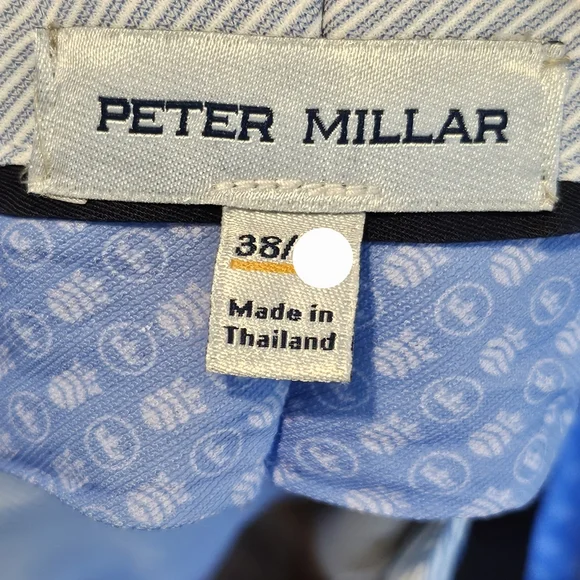 PETER MILLAR
38/
Made in
Thailand